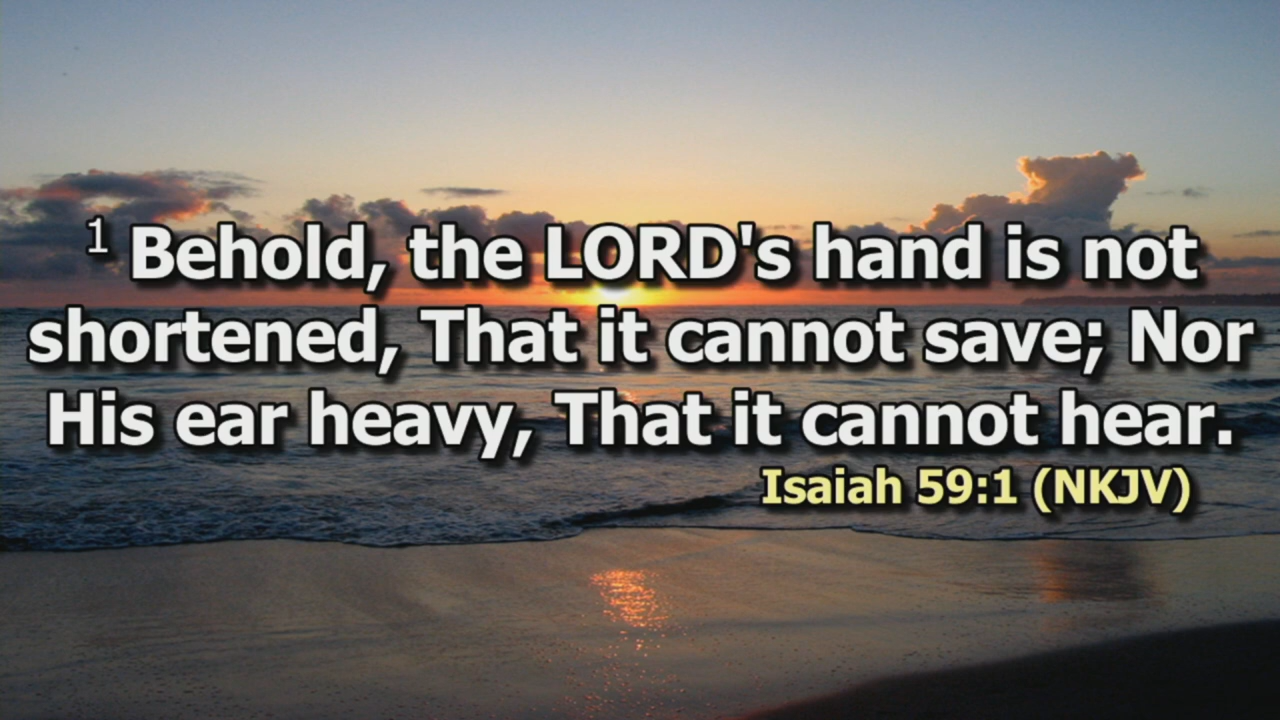 1 Behold, the LORD's hand is not
shortened, That it cannot save; Nor
His ear heavy, That it cannot hear.
Isaiah 59:1 (NKJV)